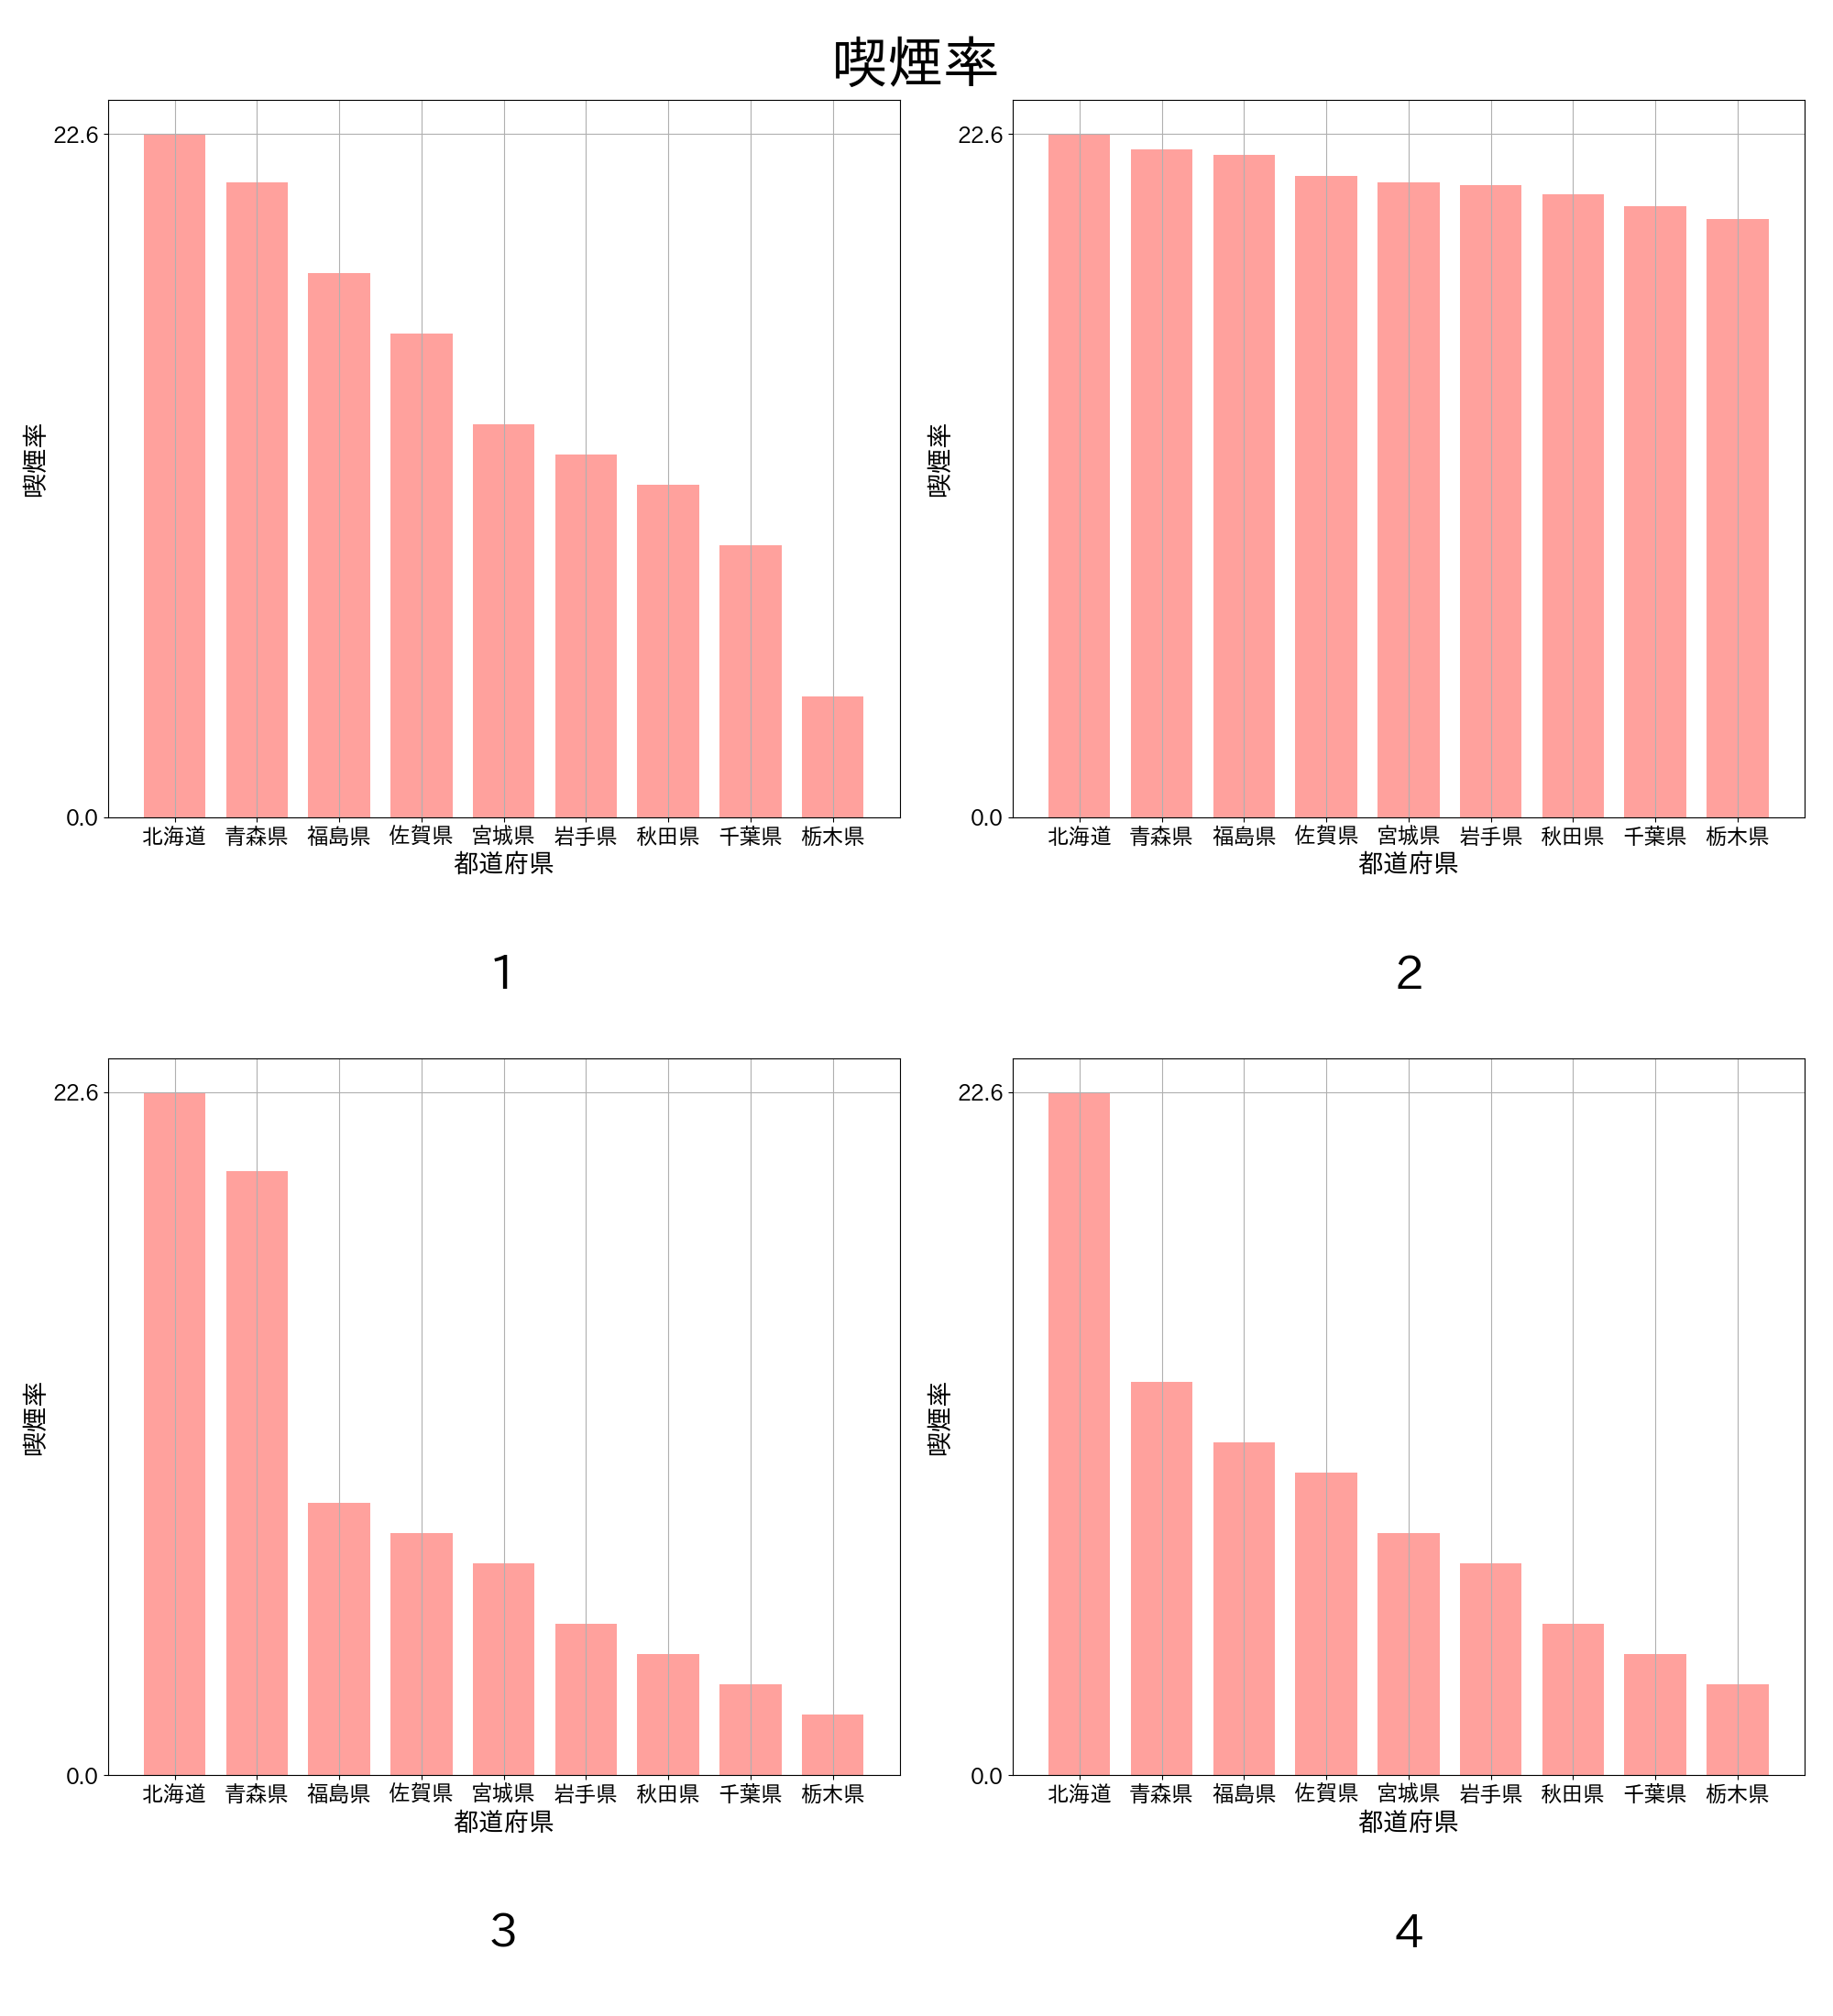 喫煙率
22.6
0.0
喫煙率
北海道 青森県 福島県 佐賀県 宮城県 岩手県 秋田県 千葉県 栃木県
都道府県
1
22.6
0.0
喫煙率
北海道 青森県 福島県 佐賀県 宮城県 岩手県 秋田県 千葉県 栃木県
都道府県
2
22.6
0.0
喫煙率
北海道 青森県 福島県 佐賀県 宮城県 岩手県 秋田県 千葉県 栃木県
都道府県
3
22.6
0.0
喫煙率
北海道 青森県 福島県 佐賀県 宮城県 岩手県 秋田県 千葉県 栃木県
都道府県
4